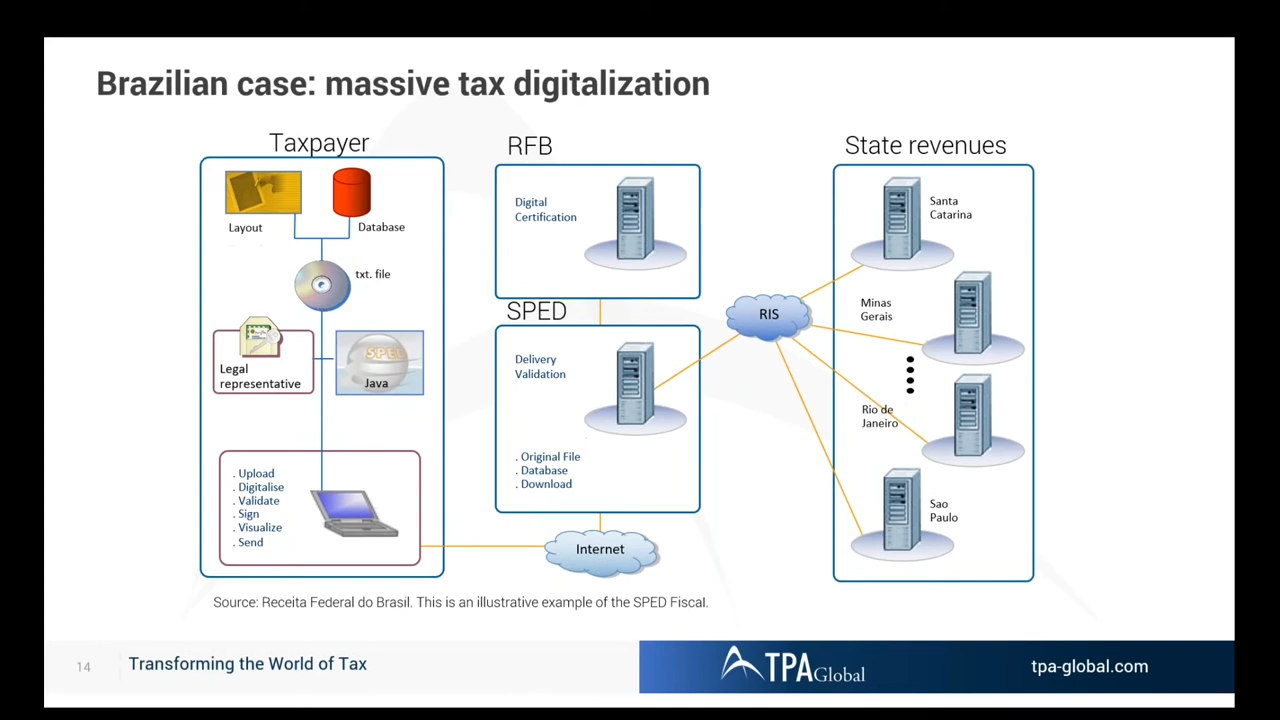 Brazilian case: massive tax digitalization
Taxpayer
Layout
Database
txt. file
Legal
representative
SPED
Java
. Upload
. Digitalise
. Validate
. Sign
. Visualize
. Send
RFB
Digital
Certification
SPED
Delivery
Validation
. Original File
. Database
. Download
Internet
RIS
State revenues
Santa
Catarina
Minas
Gerais
Rio de
Janeiro
Sao
Paulo
Source: Receita Federal do Brasil. This is an illustrative example of the SPED Fiscal.
14
Transforming the World of Tax
TPA Global
tpa-global.com